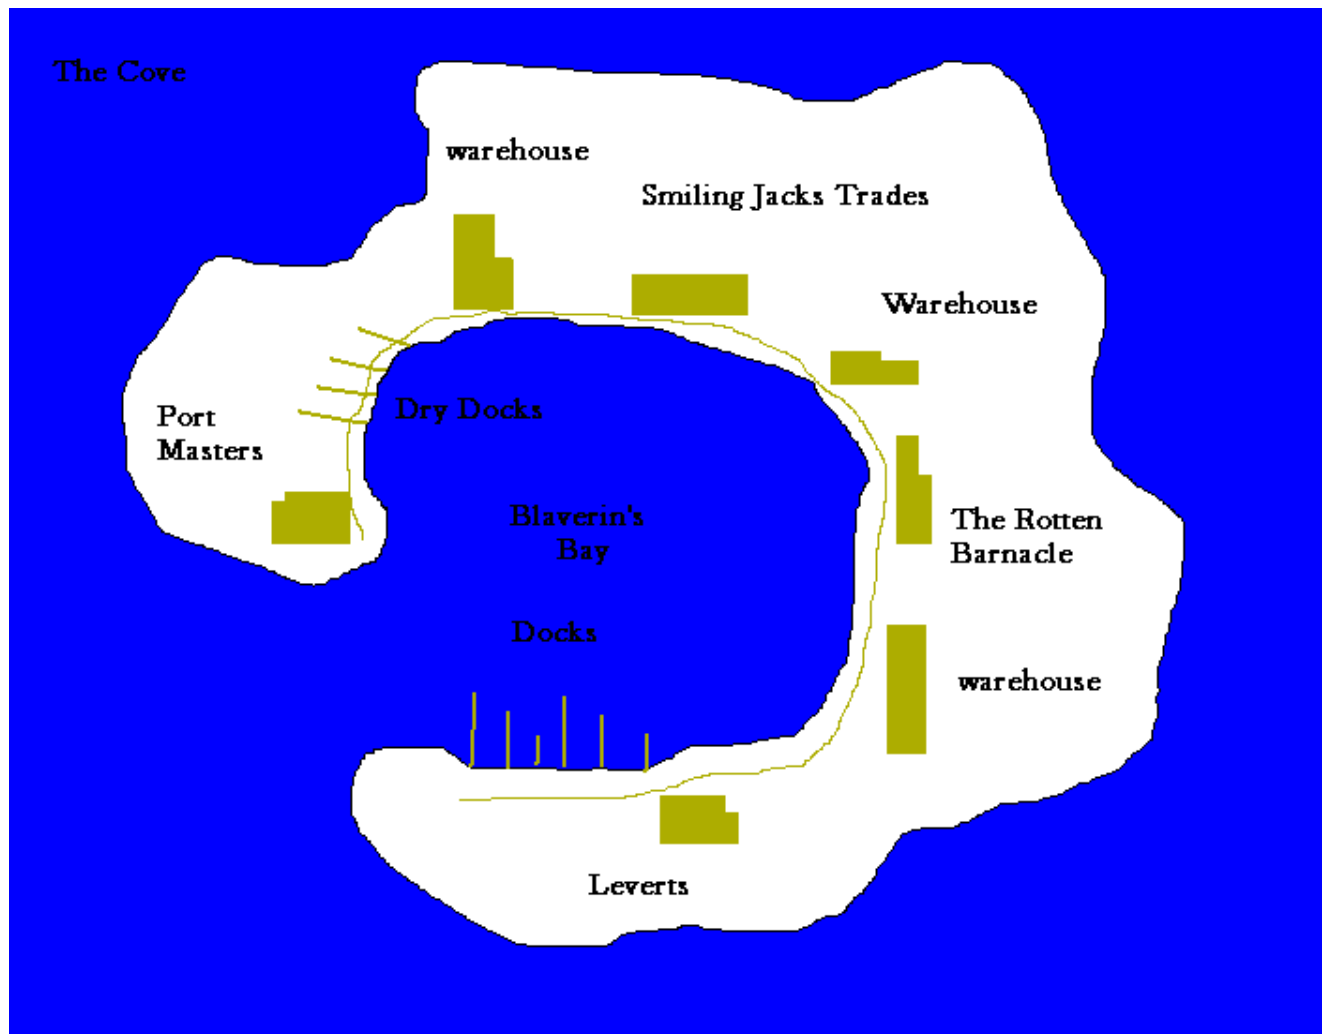 The Cove
warehouse
Smiling Jacks Trades
Warehouse
Port
Masters
Dry Docks
Blaverin's
Bay
The Rotten
Barnacle
Docks
warehouse
Leverts